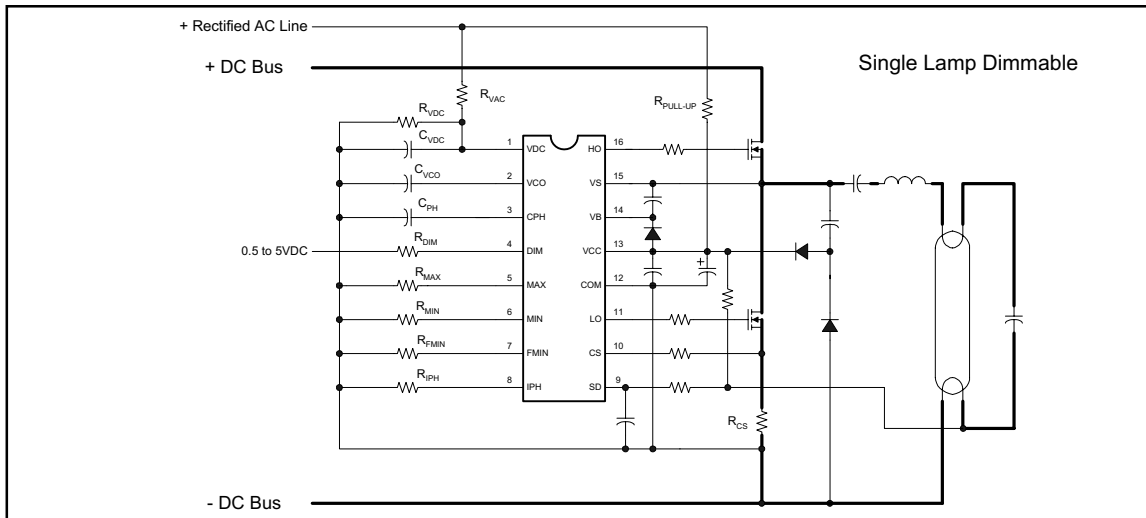 + Rectified AC Line
+ DC Bus
Single Lamp Dimmable
RVAC
RPULL-UP
RVDC
CVDC
1 VDC HO 16
CVCO
2 VCO VS 15
CPH
3 CPH VB 14
0.5 to 5VDC
RDIM
4 DIM VCC 13
+
RMAX
5 MAX COM 12
RMIN
6 MIN LO 11
RFMIN
7 FMIN CS 10
RIPH
8 IPH SD 9
RCS
- DC Bus